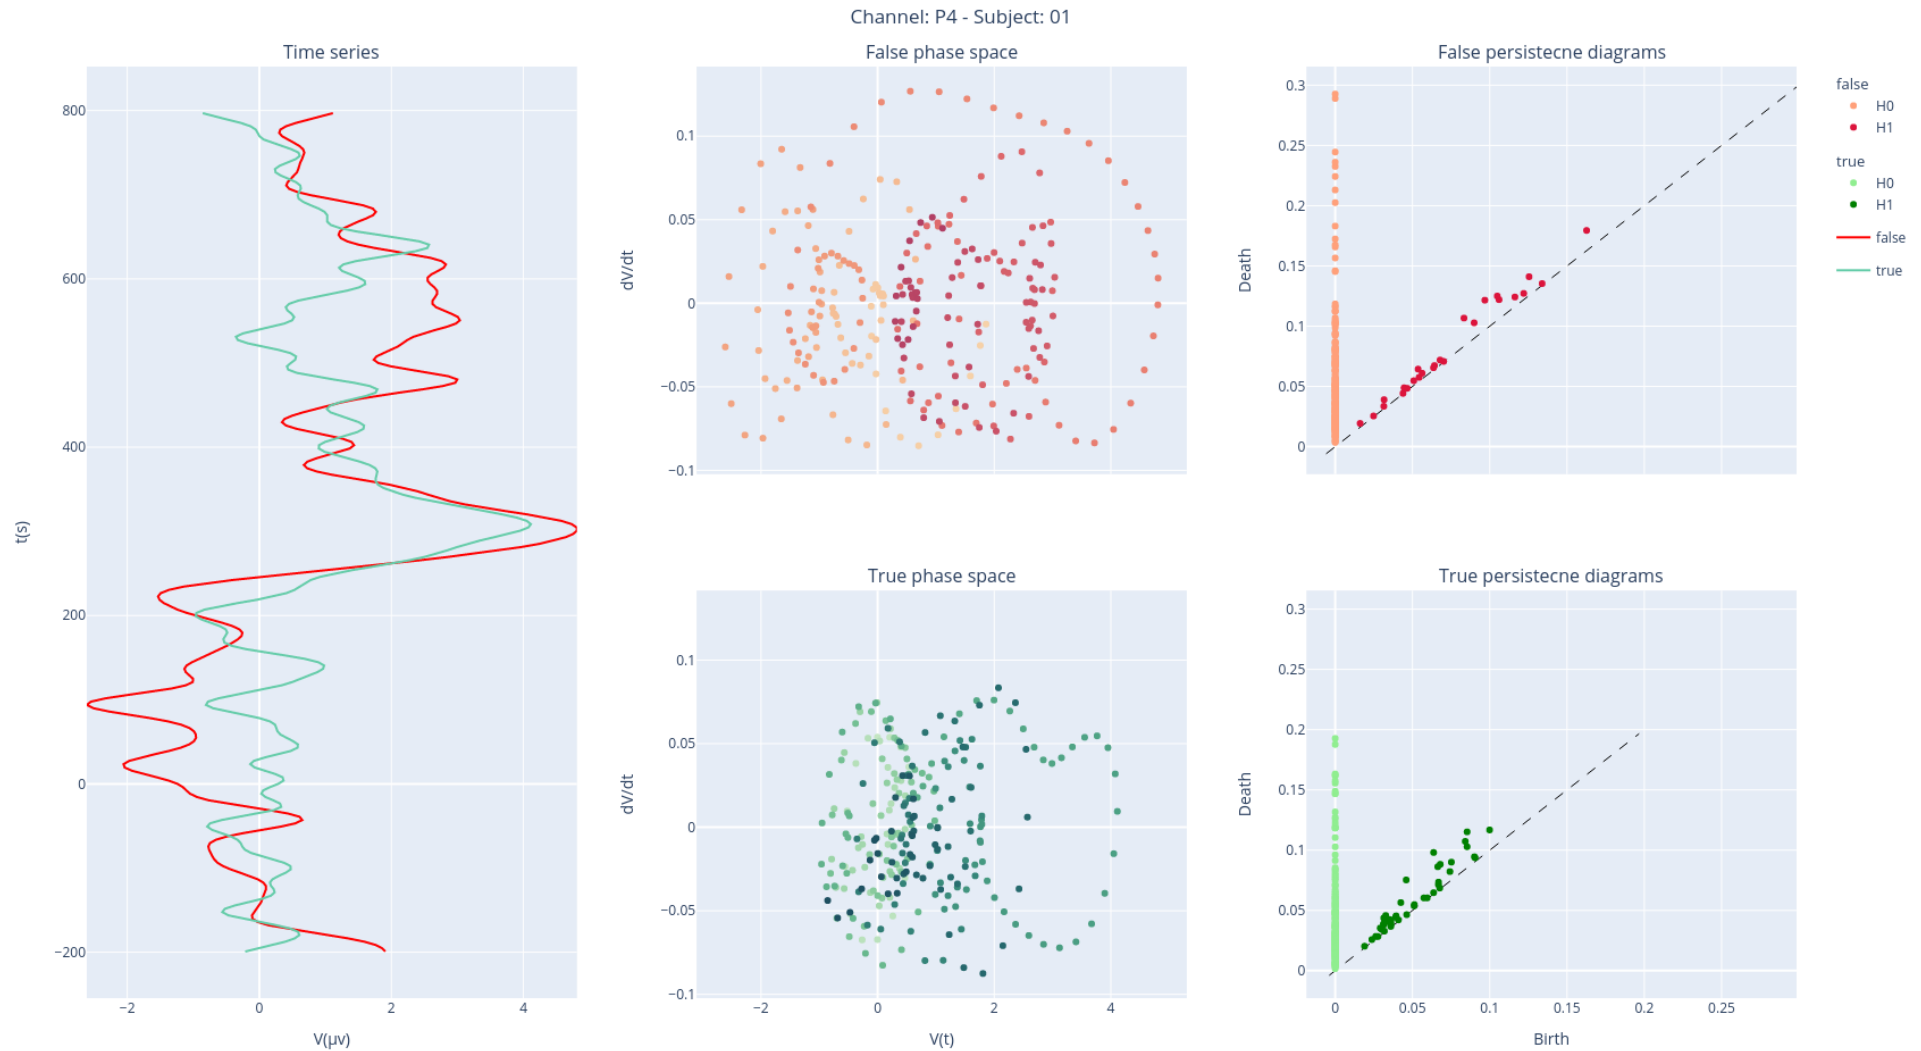 Channel: P4 - Subject: 01
Time series
False phase space
False persistecne diagrams
800
600
400
200
0
−200
−2
0
2
4
t(s)
V(μv)
0.1
0.05
0
−0.05
−0.1
dV/dt
0.3
0.25
0.2
0.15
0.1
0.05
0
Death
false
H0
H1
true
H0
H1
false
true
True phase space
True persistecne diagrams
0.1
0.05
0
−0.05
−0.1
dV/dt
−2
0
2
4
V(t)
0.3
0.25
0.2
0.15
0.1
0.05
0
Death
0
0.05
0.1
0.15
0.2
0.25
Birth